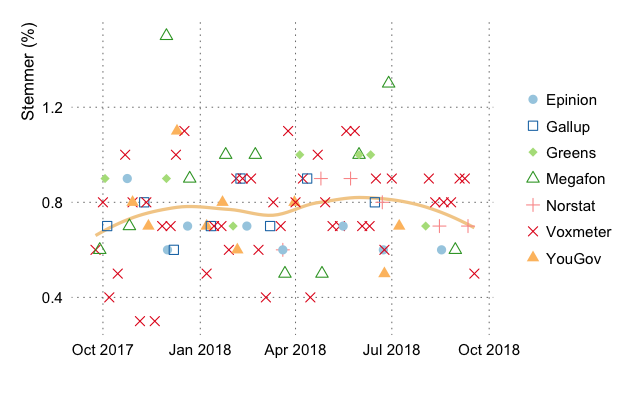 Stemmer (%)
1.2
0.8
0.4
Oct 2017
Jan 2018
Apr 2018
Jul 2018
Oct 2018
Epinion
Gallup
Greens
Megafon
Norstat
Voxmeter
YouGov